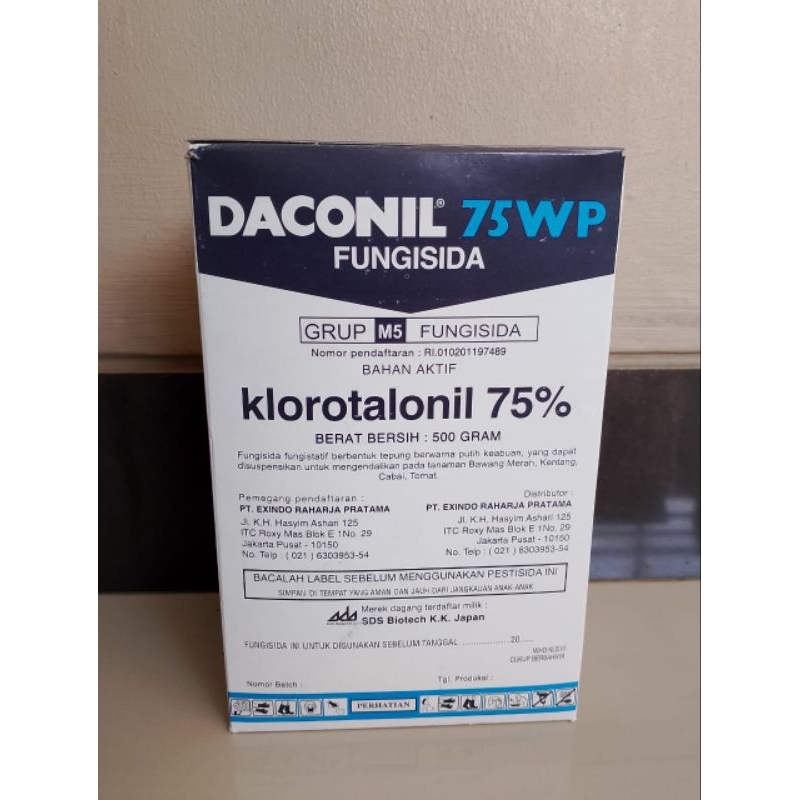 DACONIL® 75WP
FUNGISIDA
GRUP M5 FUNGISIDA
Nomor pendaftaran : RI.010201197489
BAHAN AKTIF
klorotalonil 75%
BERAT BERSIH : 500 GRAM
Fungisida fungistatif berbentuk tepung berwarna putih keabuan, yang dapat
disuspensikan untuk mengendalikan pada tanaman Bawang Merah, Kentang,
Cabai, Tomat.
Pemegang pendaftaran :
PT. EXINDO RAHARJA PRATAMA
Jl. K.H. Hasyim Ashari 125
ITC Roxy Mas Blok E 1No. 29
Jakarta Pusat - 10150
No. Telp : ( 021 ) 6303953-54
Distributor :
PT. EXINDO RAHARJA PRATAMA
Jl. K.H. Hasyim Ashari 125
ITC Roxy Mas Blok E 1No. 29
Jakarta Pusat - 10150
No. Telp : ( 021 ) 6303953-54
BACALAH LABEL SEBELUM MENGGUNAKAN PESTISIDA INI
SIMPAN DI TEMPAT YANG AMAN DAN JAUH DARI JANGKAUAN ANAK-ANAK
Merek dagang terdaftar milik :
SDS Biotech K.K. Japan
FUNGISIDA INI UNTUK DIGUNAKAN SEBELUM TANGGAL ....................20......
CUKUP BERBAHAYA
Nomor Batch :
Tgl. Produksi :
PERHATIAN